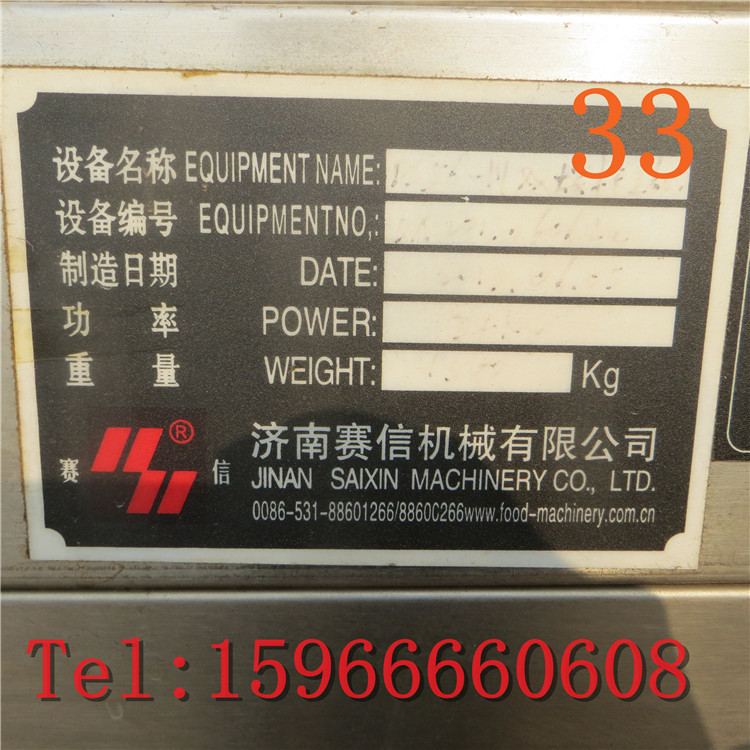 33
设备名称 EQUIPMENT NAME:
设备编号 EQUIPMENTNO,:
制造日期 DATE:
功 率 POWER:
重 量 WEIGHT: Kg
赛 ® 信
济南赛信机械有限公司
JINAN SAIXIN MACHINERY CO., LTD.
0086-531-88601266/88600266www.food-machinery.com.cn
Tel:15966660608